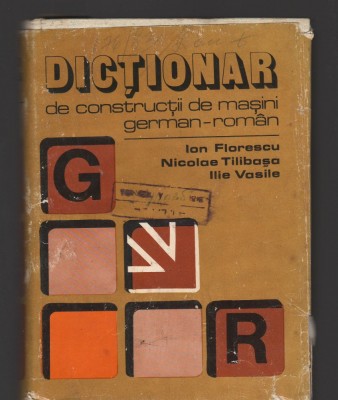 DICȚIONAR
de construcții de mașini
german-român
Ion Florescu
Nicolae Tilibașa
Ilie Vasile
G
R